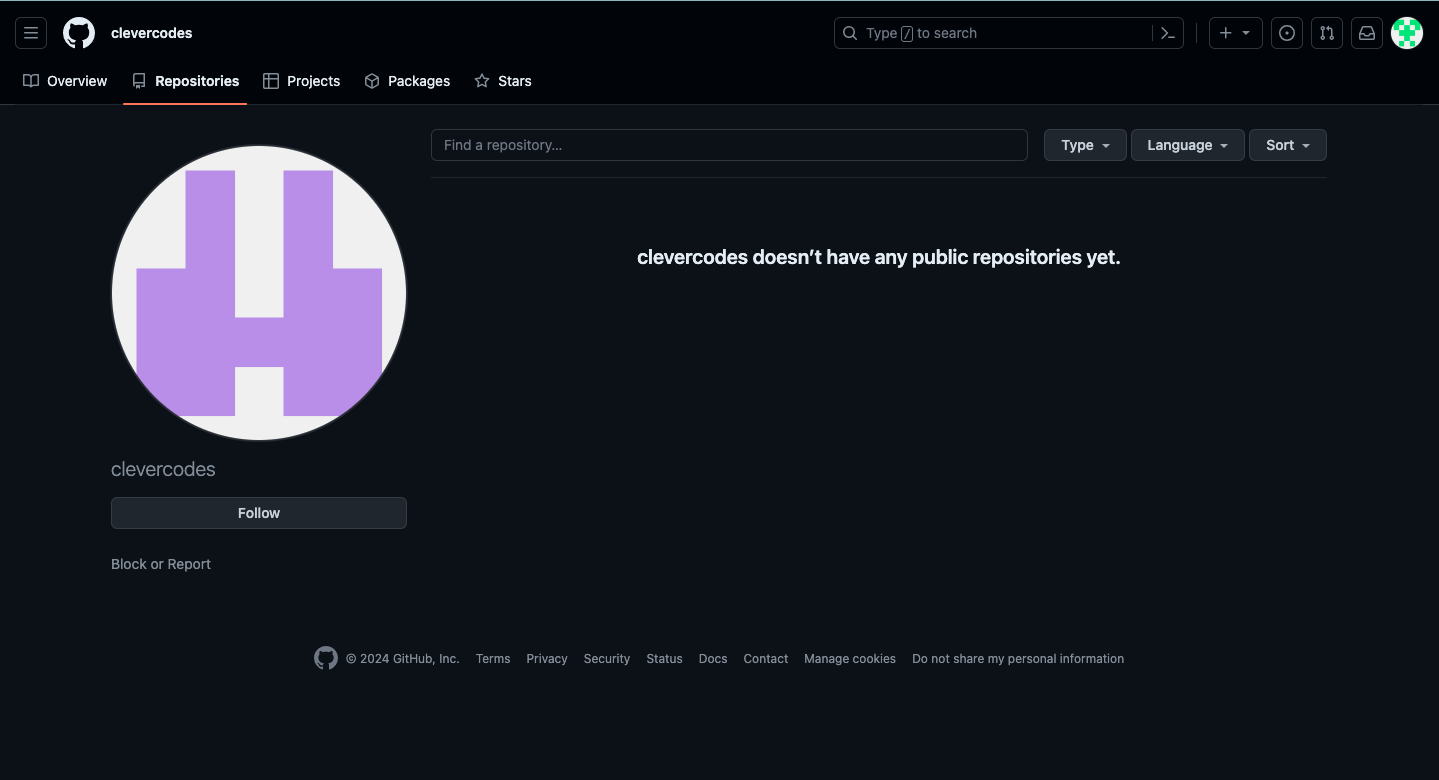 clevercodes
Type / to search
Overview
Repositories
Projects
Packages
Stars
Find a repository...
Type
Language
Sort
clevercodes doesn’t have any public repositories yet.
clevercodes
Follow
Block or Report
© 2024 GitHub, Inc. Terms Privacy Security Status Docs Contact Manage cookies Do not share my personal information